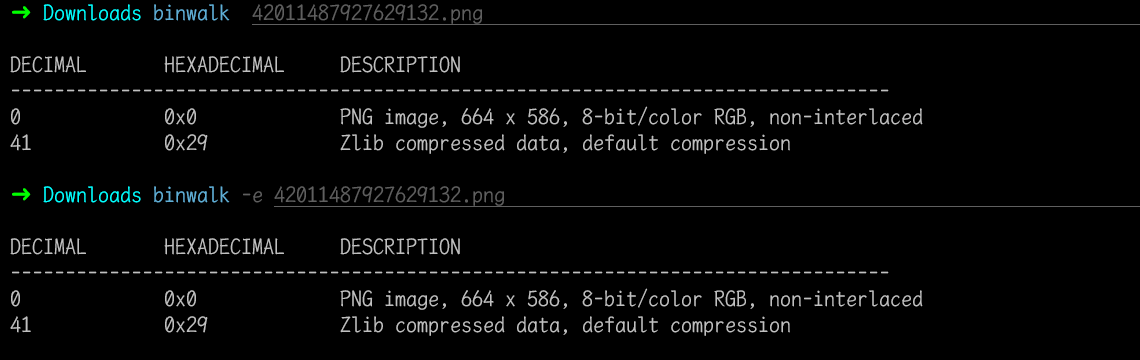 ➜ Downloads binwalk 42011487927629132.png
DECIMAL HEXADECIMAL DESCRIPTION
--------------------------------------------------------------------------------
0 0x0 PNG image, 664 x 586, 8-bit/color RGB, non-interlaced
41 0x29 Zlib compressed data, default compression
➜ Downloads binwalk -e 42011487927629132.png
DECIMAL HEXADECIMAL DESCRIPTION
--------------------------------------------------------------------------------
0 0x0 PNG image, 664 x 586, 8-bit/color RGB, non-interlaced
41 0x29 Zlib compressed data, default compression